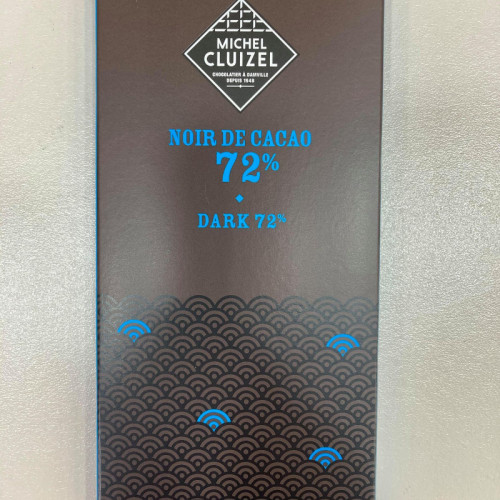 MICHEL
CLUIZEL
CHOCOLATIER À DAMVILLE
DEPUIS 1948
NOIR DE CACAO
72%
DARK 72%